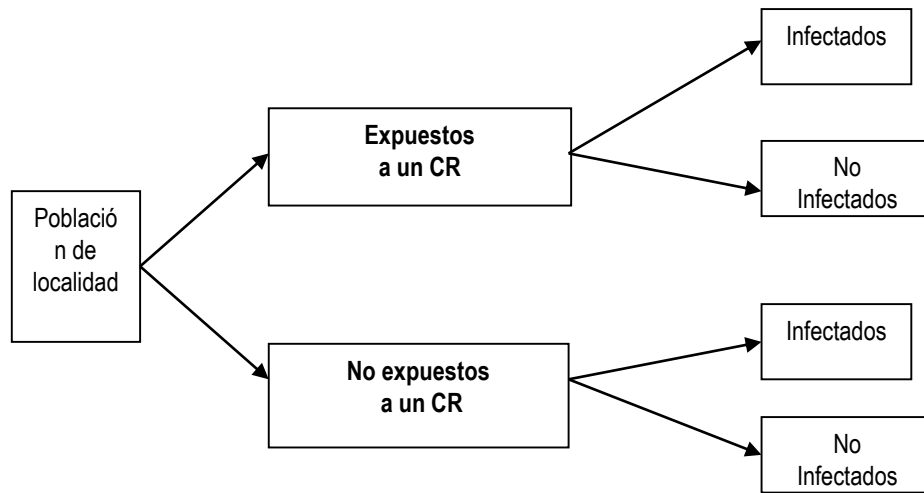 Infectados
Expuestos
a un CR
No
Infectados
Població
n de
localidad
Infectados
No expuestos
a un CR
No
Infectados